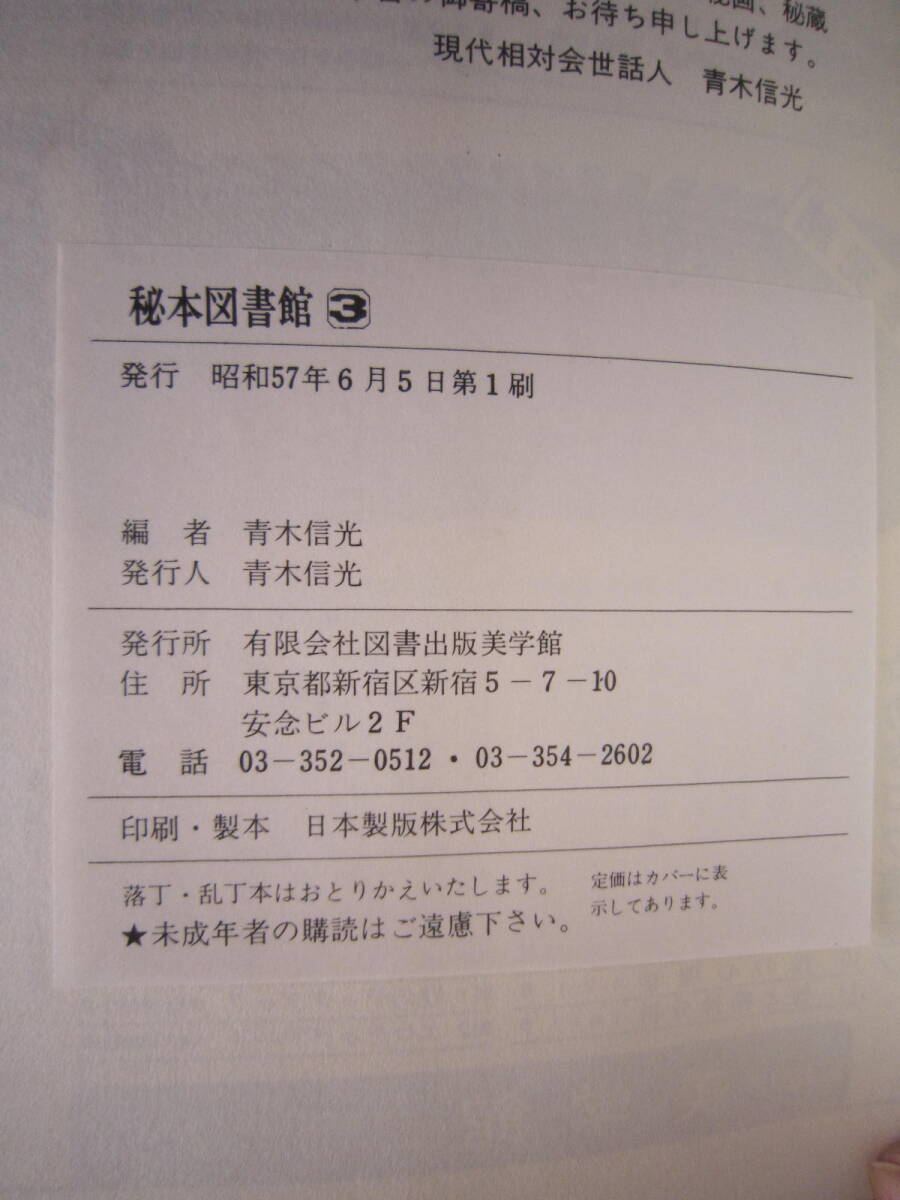 秘画、秘蔵
の御寄稿、お待ち申し上げます。
現代相対会世話人 青木信光
秘本図書館 3
発行 昭和57年6月5日第1刷
編 者 青木信光
発行人 青木信光
発行所 有限会社図書出版美学館
住 所 東京都新宿区新宿5-7-10
安念ビル2F
電 話 03-352-0512・03-354-2602
印刷・製本 日本製版株式会社
落丁・乱丁本はおとりかえいたします。
定価はカバーに表
示してあります。
★未成年者の購読はご遠慮下さい。